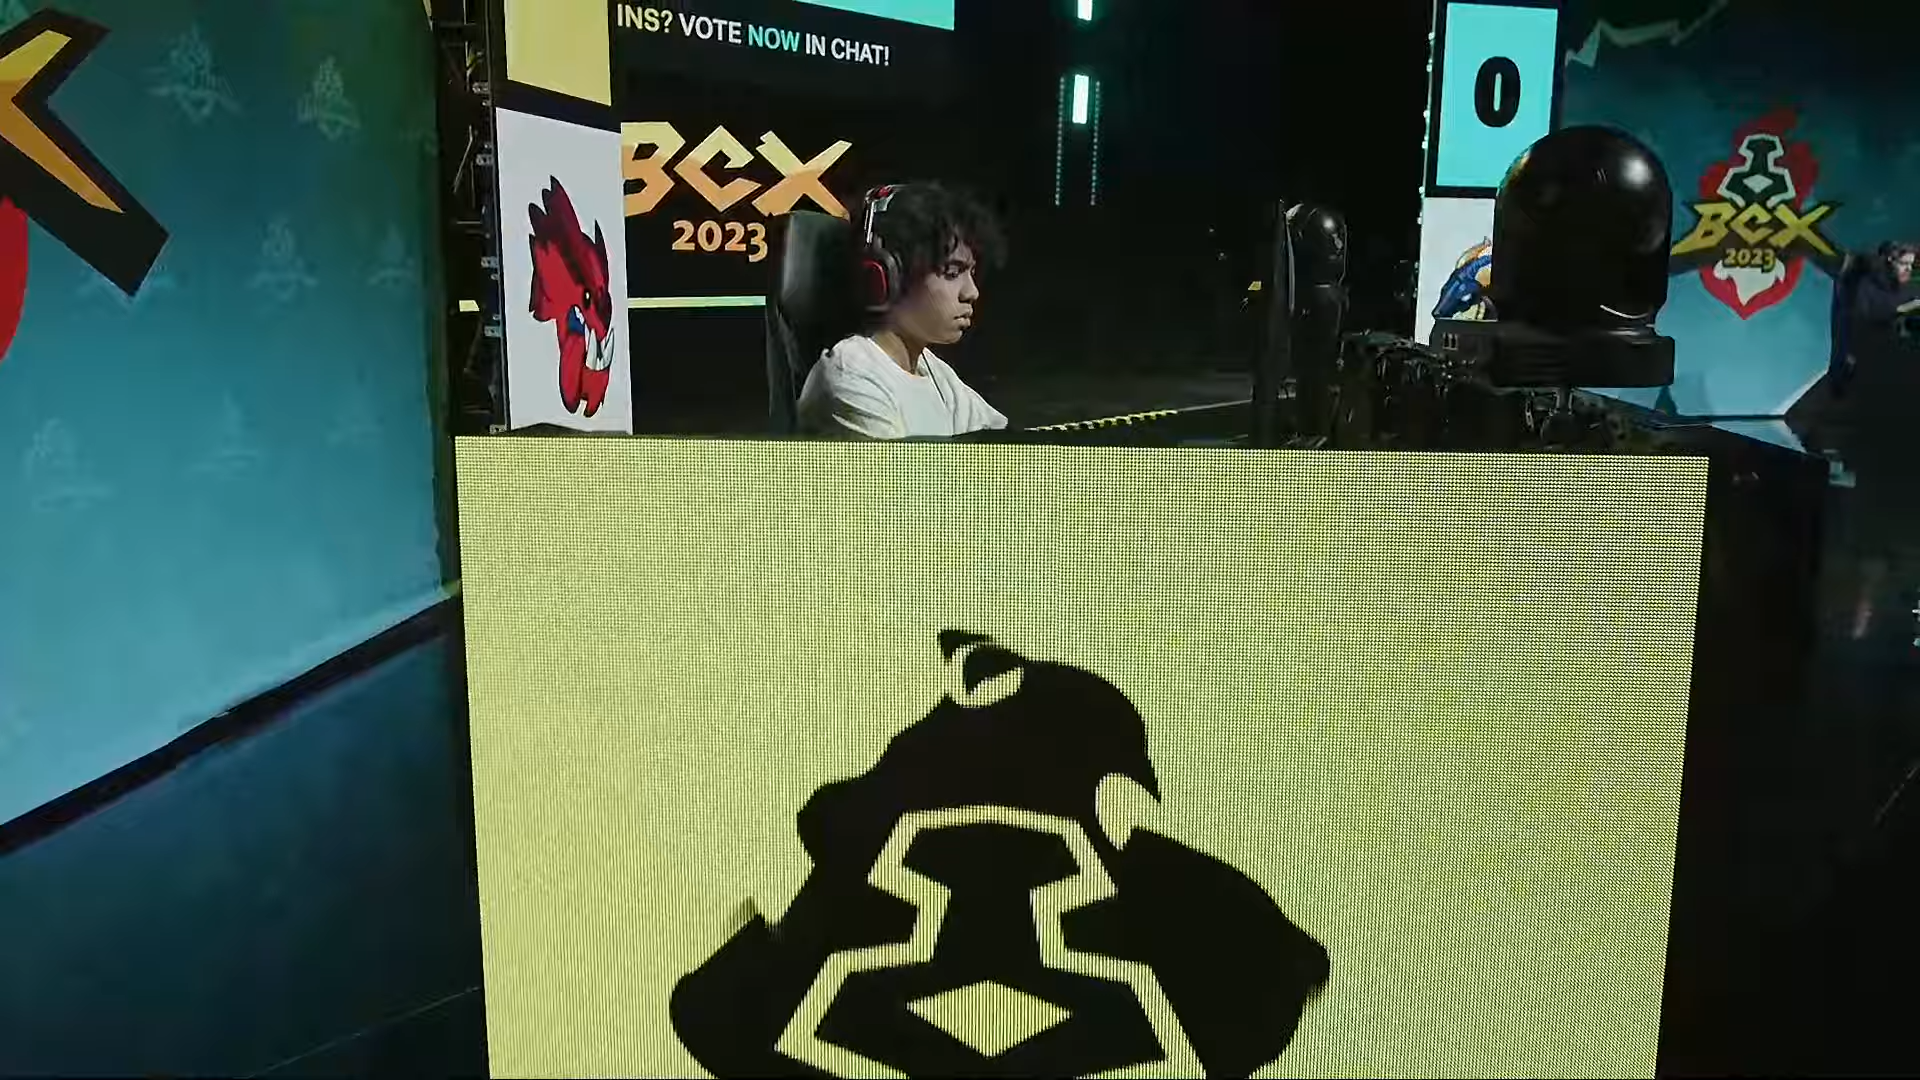 INS? VOTE NOW IN CHAT!
BCX
2023
0
BCX
2023